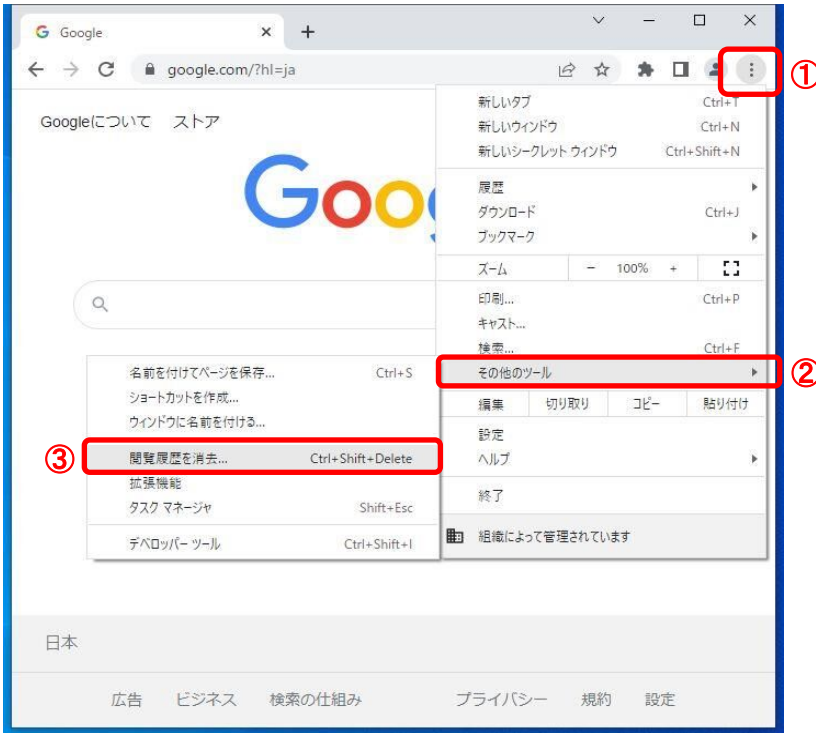 Google
google.com/?hl=ja
①
Googleについて ストア
新しいタブ Ctrl+T
新しいウィンドウ Ctrl+N
新しいシークレット ウィンドウ Ctrl+Shift+N
履歴
ダウンロード Ctrl+J
ブックマーク
ズーム − 100% +
印刷... Ctrl+P
キャスト...
検索... Ctrl+F
その他のツール
②
編集 切り取り コピー 貼り付け
設定
ヘルプ
終了
組織によって管理されています
名前を付けてページを保存... Ctrl+S
ショートカットを作成...
ウィンドウに名前を付ける...
③
閲覧履歴を消去... Ctrl+Shift+Delete
拡張機能
タスク マネージャ Shift+Esc
デベロッパー ツール Ctrl+Shift+I
日本
広告 ビジネス 検索の仕組み プライバシー 規約 設定